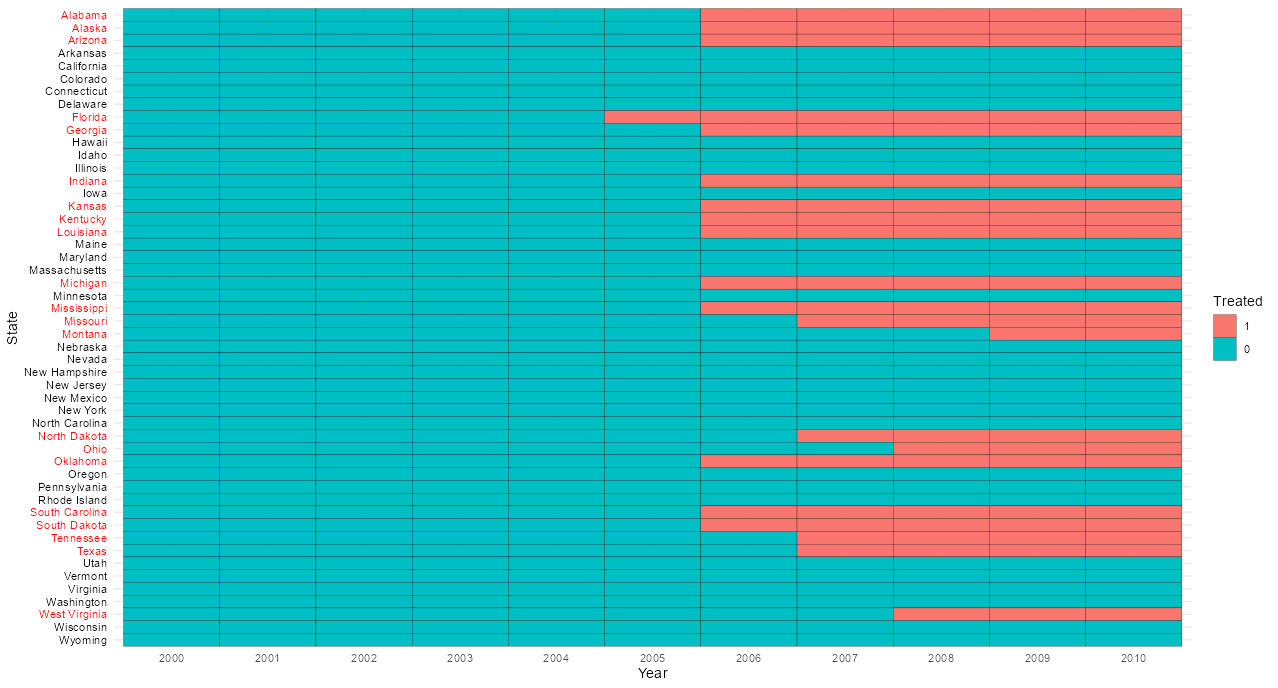 Alabama
Alaska
Arizona
Arkansas
California
Colorado
Connecticut
Delaware
Florida
Georgia
Hawaii
Idaho
Illinois
Indiana
Iowa
Kansas
Kentucky
Louisiana
Maine
Maryland
Massachusetts
Michigan
Minnesota
Mississippi
Missouri
Montana
Nebraska
Nevada
New Hampshire
New Jersey
New Mexico
New York
North Carolina
North Dakota
Ohio
Oklahoma
Oregon
Pennsylvania
Rhode Island
South Carolina
South Dakota
Tennessee
Texas
Utah
Vermont
Virginia
Washington
West Virginia
Wisconsin
Wyoming
State
2000 2001 2002 2003 2004 2005 2006 2007 2008 2009 2010
Year
Treated
1
0